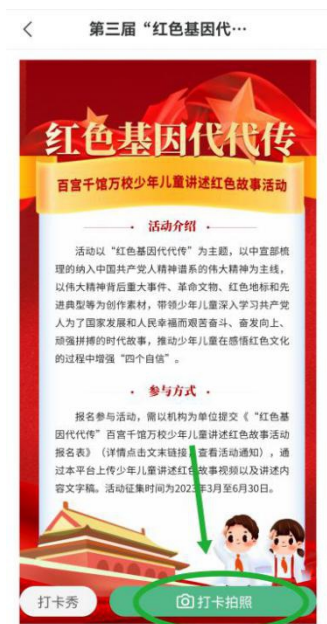 第三届“红色基因代…
红色基因代代传
百宫千馆万校少年儿童讲述红色故事活动
活动介绍
活动以“红色基因代代传”为主题，以中宣部梳
理的纳入中国共产党人精神谱系的伟大精神为主线，
以伟大精神背后重大事件、革命文物、红色地标和先
进典型等为创作素材，带领少年儿童深入学习共产党
人为了国家发展和人民幸福而艰苦奋斗、奋发向上、
顽强拼搏的时代故事，推动少年儿童在感悟红色文化
的过程中增强“四个自信”。
参与方式
报名参与活动，需以机构为单位提交《“红色基
因代代传”百宫千馆万校少年儿童讲述红色故事活动
报名表》（详情点击文末链接，查看活动通知），通
过本平台上传少年儿童讲述红色故事视频以及讲述内
容文字稿。活动征集时间为2023年3月至6月30日。
打卡秀
打卡拍照